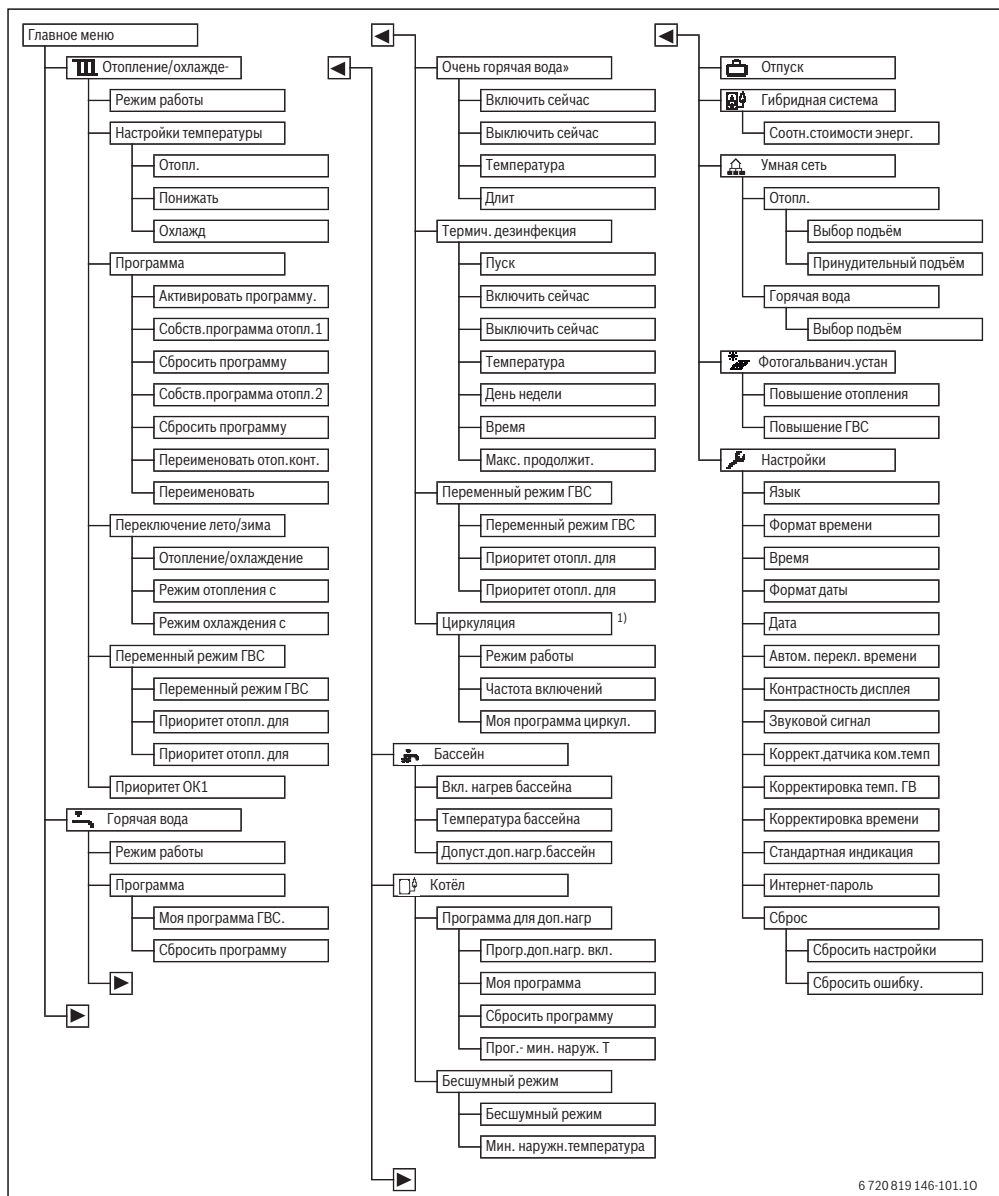 Главное меню
Отопление/охлажде-
Режим работы
Настройки температуры
Отопл.
Понижать
Охлажд
Программа
Активировать программу.
Собств.программа отопл.1
Сбросить программу
Собств.программа отопл.2
Сбросить программу
Переименовать отоп.конт.
Переименовать
Переключение лето/зима
Отопление/охлаждение
Режим отопления с
Режим охлаждения с
Переменный режим ГВС
Переменный режим ГВС
Приоритет отопл. для
Приоритет отопл. для
Приоритет ОК1
Горячая вода
Режим работы
Программа
Моя программа ГВС.
Сбросить программу
Очень горячая вода»
Включить сейчас
Выключить сейчас
Температура
Длит
Термич. дезинфекция
Пуск
Включить сейчас
Выключить сейчас
Температура
День недели
Время
Макс. продолжит.
Переменный режим ГВС
Переменный режим ГВС
Приоритет отопл. для
Приоритет отопл. для
Циркуляция 1)
Режим работы
Частота включений
Моя программа циркул.
Бассейн
Вкл. нагрев бассейна
Температура бассейна
Допуст.доп.нагр.бассейн
Котёл
Программа для доп.нагр
Прогр.доп.нагр. вкл.
Моя программа
Сбросить программу
Прог.- мин. наруж. Т
Бесшумный режим
Бесшумный режим
Мин. наружн.температура
Отпуск
Гибридная система
Соотн.стоимости энерг.
Умная сеть
Отопл.
Выбор подъём
Принудительный подъём
Горячая вода
Выбор подъём
Фотогальванич.устан
Повышение отопления
Повышение ГВС
Настройки
Язык
Формат времени
Время
Формат даты
Дата
Автом. перекл. времени
Контрастность дисплея
Звуковой сигнал
Коррект.датчика ком.темп
Корректировка темп. ГВ
Корректировка времени
Стандартная индикация
Интернет-пароль
Сброс
Сбросить настройки
Сбросить ошибку.
6 720 819 146-101.1O